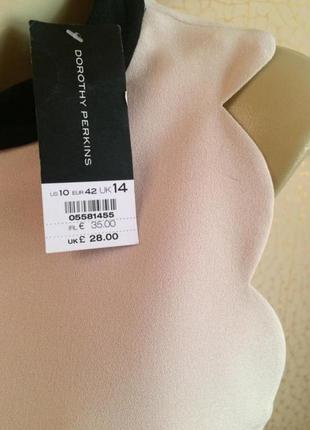 DOROTHY PERKINS
US 10 EUR 42 UK 14
05581455
IRL € 35.00
UK £ 28.00